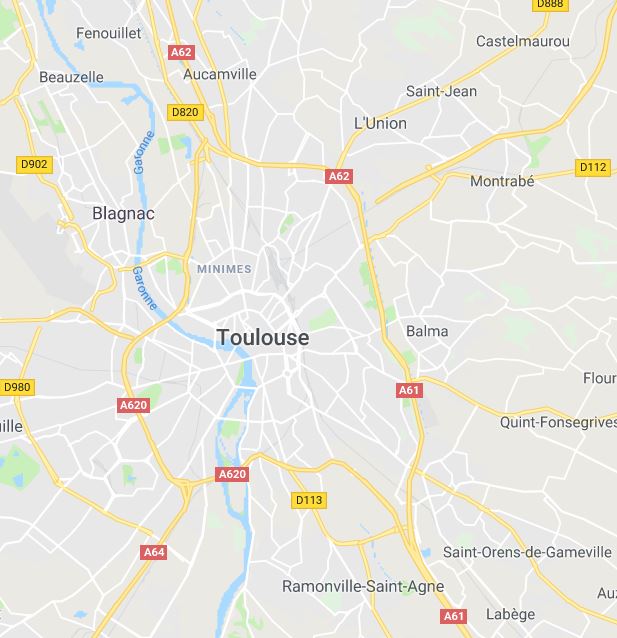 D888
Fenouillet
Castelmaurou
A62
Beauzelle
Aucamville
Saint-Jean
D820
L'Union
Garonne
D902
D112
A62
Montrabé
Blagnac
MINIMES
Garonne
Toulouse
Balma
Flour
D980
A61
A620
Quint-Fonsegrives
ille
A620
D113
A64
Saint-Orens-de-Gameville
Ramonville-Saint-Agne
Auz
A61
Labège